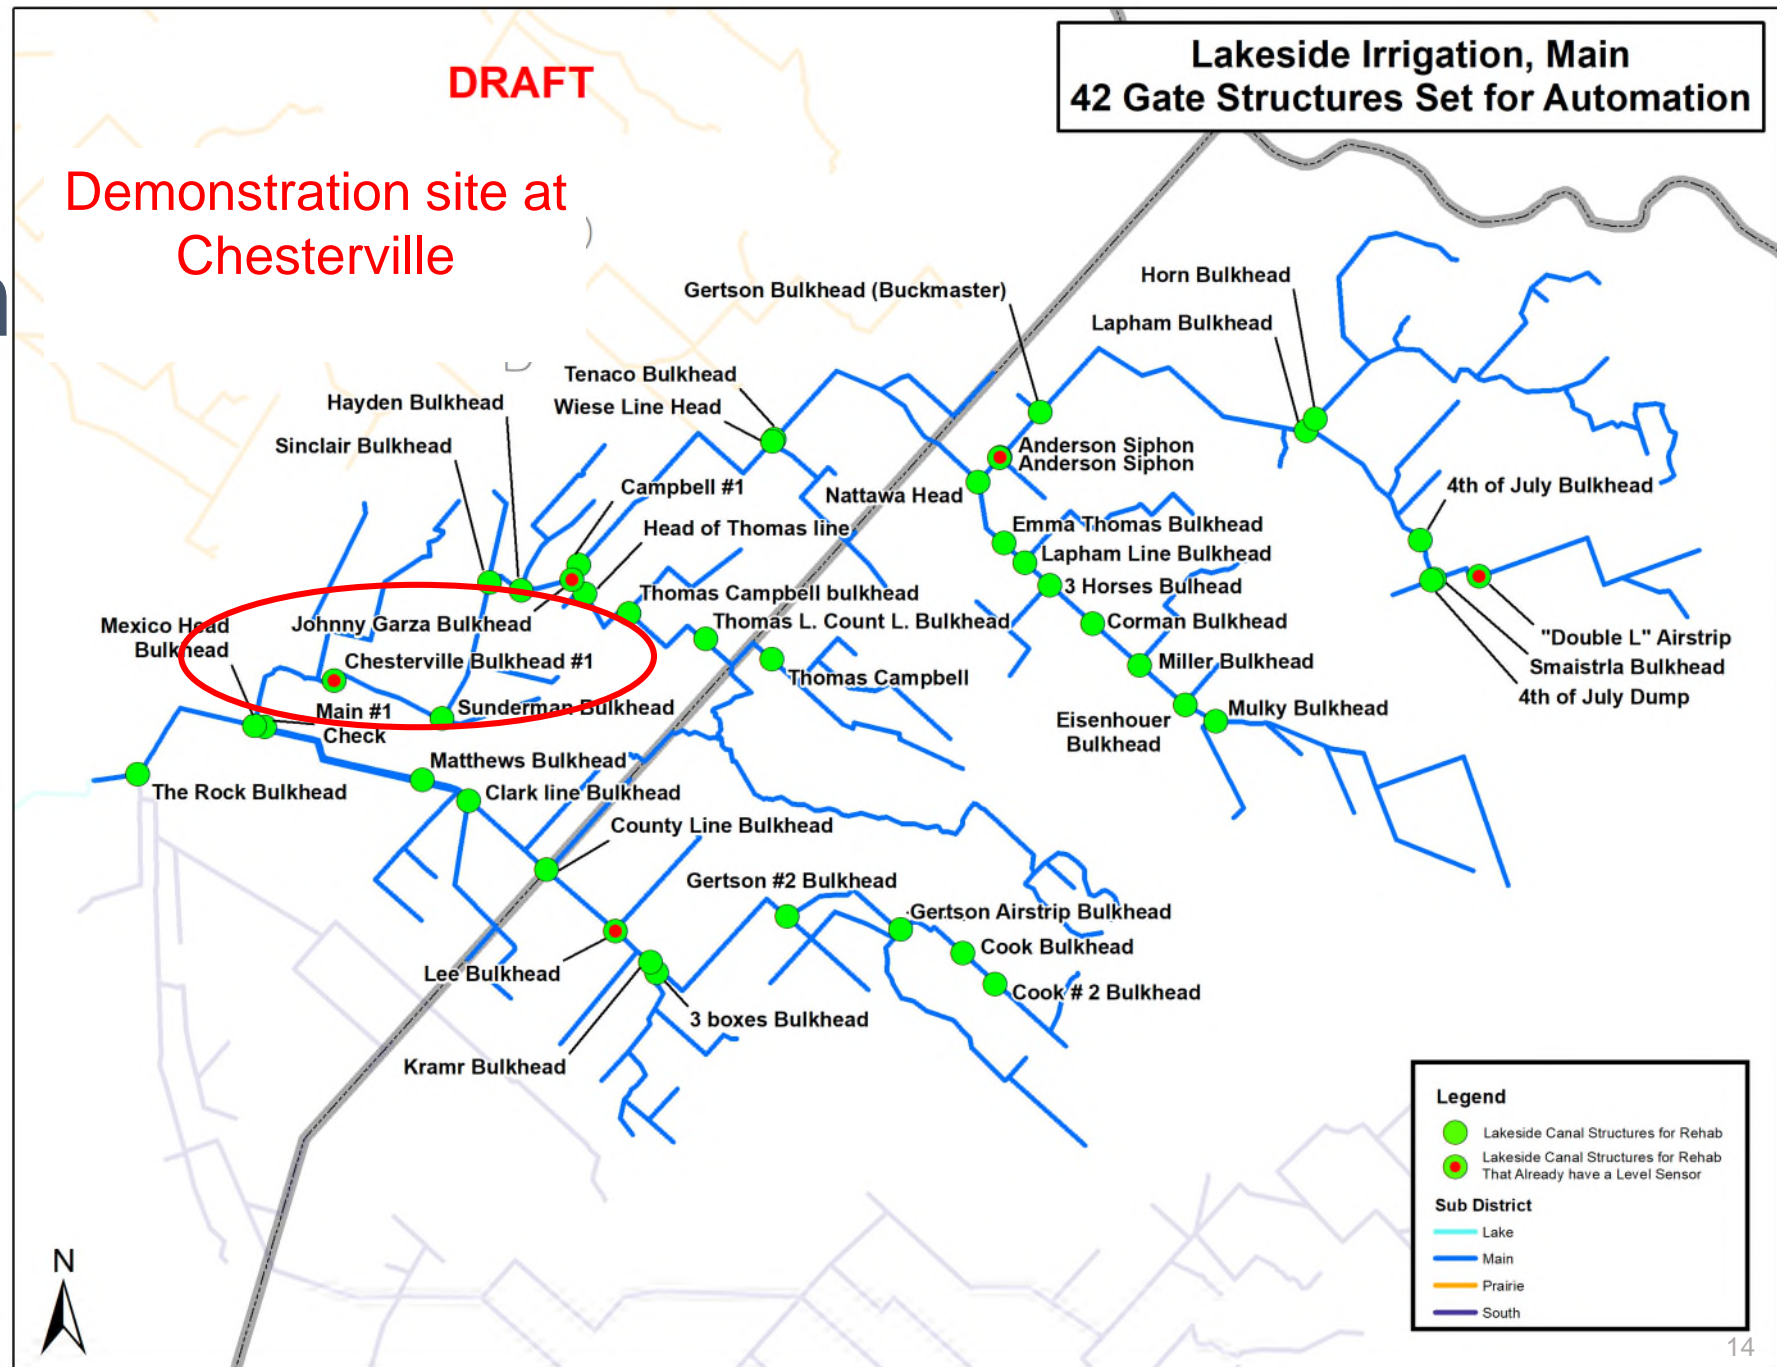 DRAFT
Lakeside Irrigation, Main
42 Gate Structures Set for Automation
Demonstration site at
Chesterville
n
Gertson Bulkhead (Buckmaster)
Horn Bulkhead
Lapham Bulkhead
Tenaco Bulkhead
Wiese Line Head
Hayden Bulkhead
Sinclair Bulkhead
Campbell #1
Head of Thomas line
Anderson Siphon
Anderson Siphon
Nattawa Head
4th of July Bulkhead
Emma Thomas Bulkhead
Lapham Line Bulkhead
3 Horses Bulhead
Thomas Campbell bulkhead
Thomas L. Count L. Bulkhead
Corman Bulkhead
Johnny Garza Bulkhead
Mexico Head
Bulkhead
Chesterville Bulkhead #1
Thomas Campbell
Miller Bulkhead
"Double L" Airstrip
Smaistrla Bulkhead
4th of July Dump
Main #1
Check
Sunderman Bulkhead
Eisenhouer
Bulkhead
Mulky Bulkhead
Matthews Bulkhead
The Rock Bulkhead
Clark line Bulkhead
County Line Bulkhead
Gertson #2 Bulkhead
Gertson Airstrip Bulkhead
Cook Bulkhead
Lee Bulkhead
Cook # 2 Bulkhead
3 boxes Bulkhead
Kramr Bulkhead
Legend
Lakeside Canal Structures for Rehab
Lakeside Canal Structures for Rehab
That Already have a Level Sensor
Sub District
Lake
Main
Prairie
South
N
14